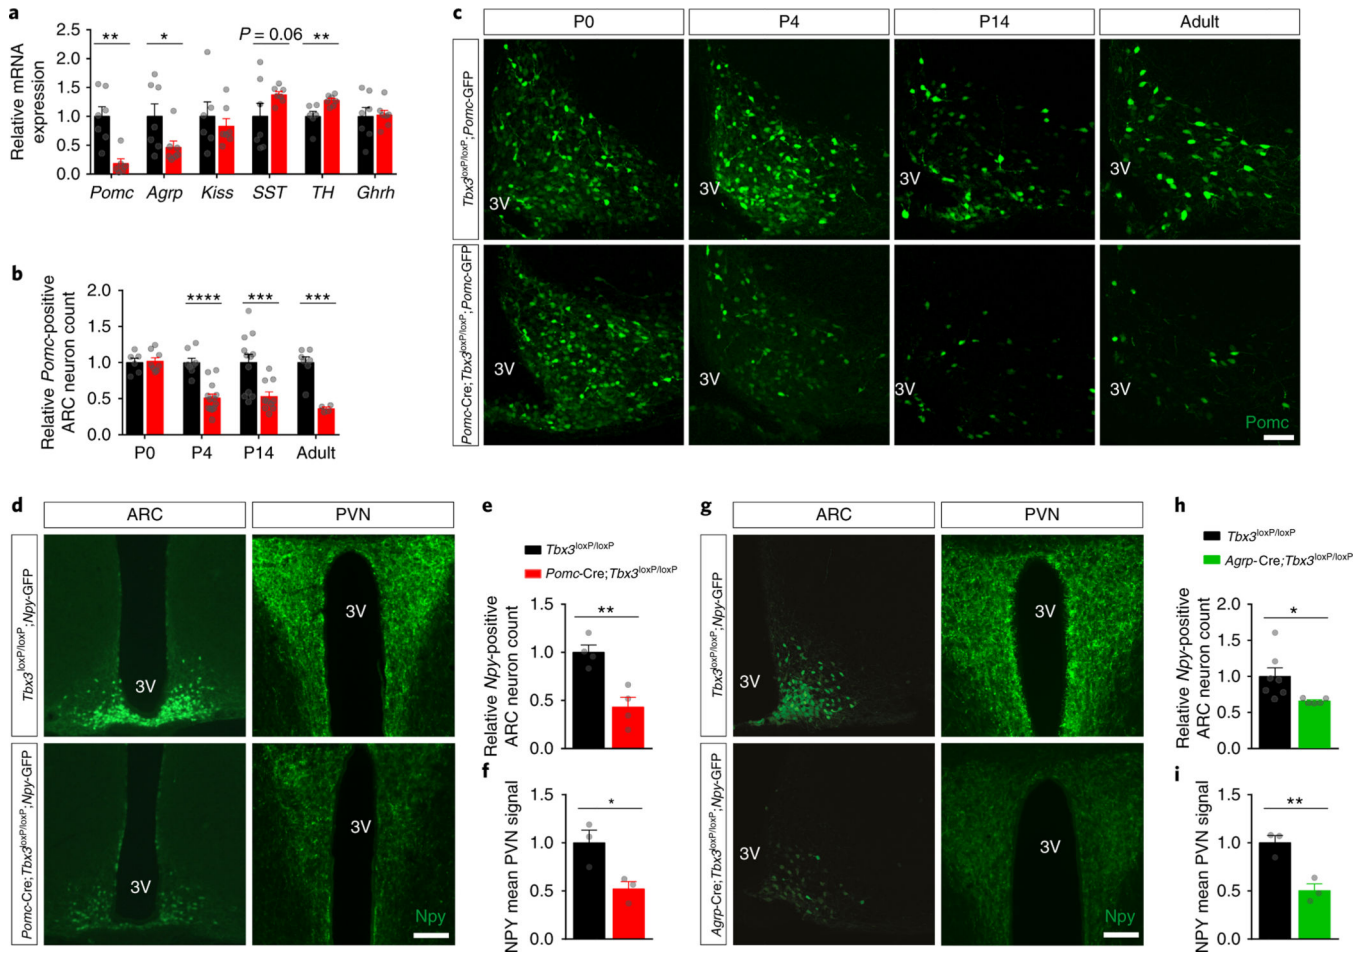 a
Relative mRNA
expression
2.5
2.0
1.5
1.0
0.5
0.0
**
*
P = 0.06
**
Pomc
Agrp
Kiss
SST
TH
Ghrh
b
Relative Pomc-positive
ARC neuron count
2.0
1.5
1.0
0.5
0.0
****
***
***
P0
P4
P14
Adult
c
P0
P4
P14
Adult
Tbx3loxP/loxP;Pomc-GFP
3V
3V
3V
3V
Pomc-Cre;Tbx3loxP/loxP;Pomc-GFP
3V
3V
3V
3V
Pomc
d
ARC
PVN
Tbx3loxP/loxP;Npy-GFP
3V
3V
Pomc-Cre;Tbx3loxP/loxP;Npy-GFP
3V
3V
Npy
e
Tbx3loxP/loxP
Pomc-Cre;Tbx3loxP/loxP
Relative Npy-positive
ARC neuron count
1.5
1.0
0.5
0.0
**
f
NPY mean PVN signal
1.5
1.0
0.5
0.0
*
g
ARC
PVN
Tbx3loxP/loxP;Npy-GFP
3V
3V
Agrp-Cre;Tbx3loxP/loxP;Npy-GFP
3V
3V
Npy
h
Tbx3loxP/loxP
Agrp-Cre;Tbx3loxP/loxP
Relative Npy-positive
ARC neuron count
2.0
1.5
1.0
0.5
0.0
*
i
NPY mean PVN signal
1.5
1.0
0.5
0.0
**